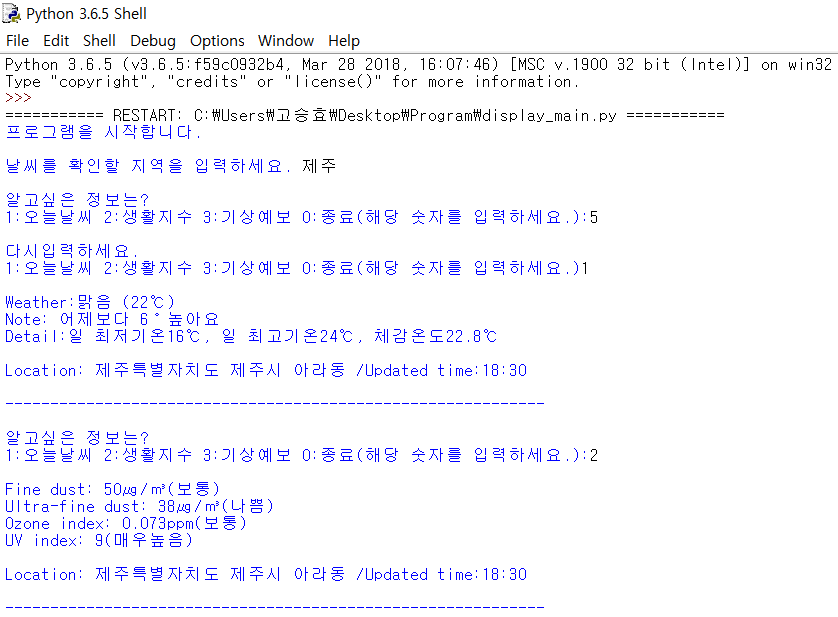 Python 3.6.5 Shell
File Edit Shell Debug Options Window Help
Python 3.6.5 (v3.6.5:f59c0932b4, Mar 28 2018, 16:07:46) [MSC v.1900 32 bit (Intel)] on win32
Type "copyright", "credits" or "license()" for more information.
>>>
=========== RESTART: C:₩Users₩고승효₩Desktop₩Program₩display_main.py ===========
프로그램을 시작합니다.
날씨를 확인할 지역을 입력하세요. 제주
알고싶은 정보는?
1:오늘날씨 2:생활지수 3:기상예보 0:종료(해당 숫자를 입력하세요.):5
다시입력하세요.
1:오늘날씨 2:생활지수 3:기상예보 0:종료(해당 숫자를 입력하세요.)1
Weather:맑음 (22℃)
Note: 어제보다 6˚높아요
Detail:일 최저기온16℃, 일 최고기온24℃, 체감온도22.8℃
Location: 제주특별자치도 제주시 아라동 /Updated time:18:30
------------------------------------------------------------
알고싶은 정보는?
1:오늘날씨 2:생활지수 3:기상예보 0:종료(해당 숫자를 입력하세요.):2
Fine dust: 50㎍/㎥(보통)
Ultra-fine dust: 38㎍/㎥(나쁨)
Ozone index: 0.073ppm(보통)
UV index: 9(매우높음)
Location: 제주특별자치도 제주시 아라동 /Updated time:18:30
------------------------------------------------------------